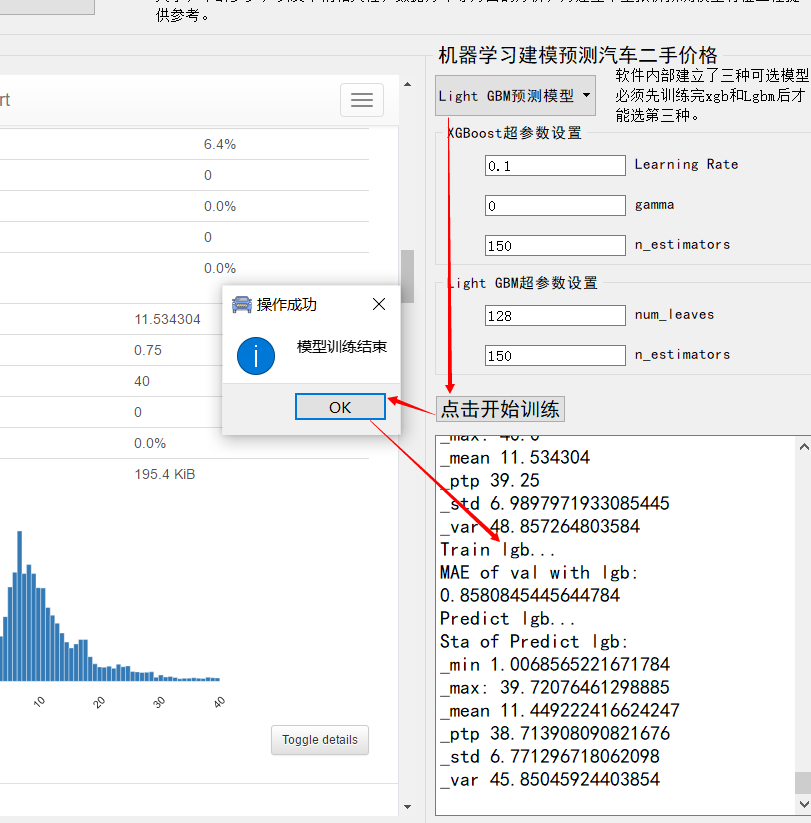 供参考。
rt
6.4%
0
0.0%
0
0.0%
11.534304
0.75
40
0
0.0%
195.4 KiB
10
20
30
40
Toggle details
操作成功
模型训练结束
OK
机器学习建模预测汽车二手价格
Light GBM预测模型
软件内部建立了三种可选模型
必须先训练完xgb和Lgbm后才
能选第三种。
XGBoost超参数设置
0.1 Learning Rate
0 gamma
150 n_estimators
Light GBM超参数设置
128 num_leaves
150 n_estimators
点击开始训练
_max: 40.0
_mean 11.534304
_ptp 39.25
_std 6.9897971933085445
_var 48.857264803584
Train lgb...
MAE of val with lgb:
0.8580845445644784
Predict lgb...
Sta of Predict lgb:
_min 1.0068565221671784
_max: 39.72076461298885
_mean 11.449222416624247
_ptp 38.713908090821676
_std 6.771296718062098
_var 45.85045924403854